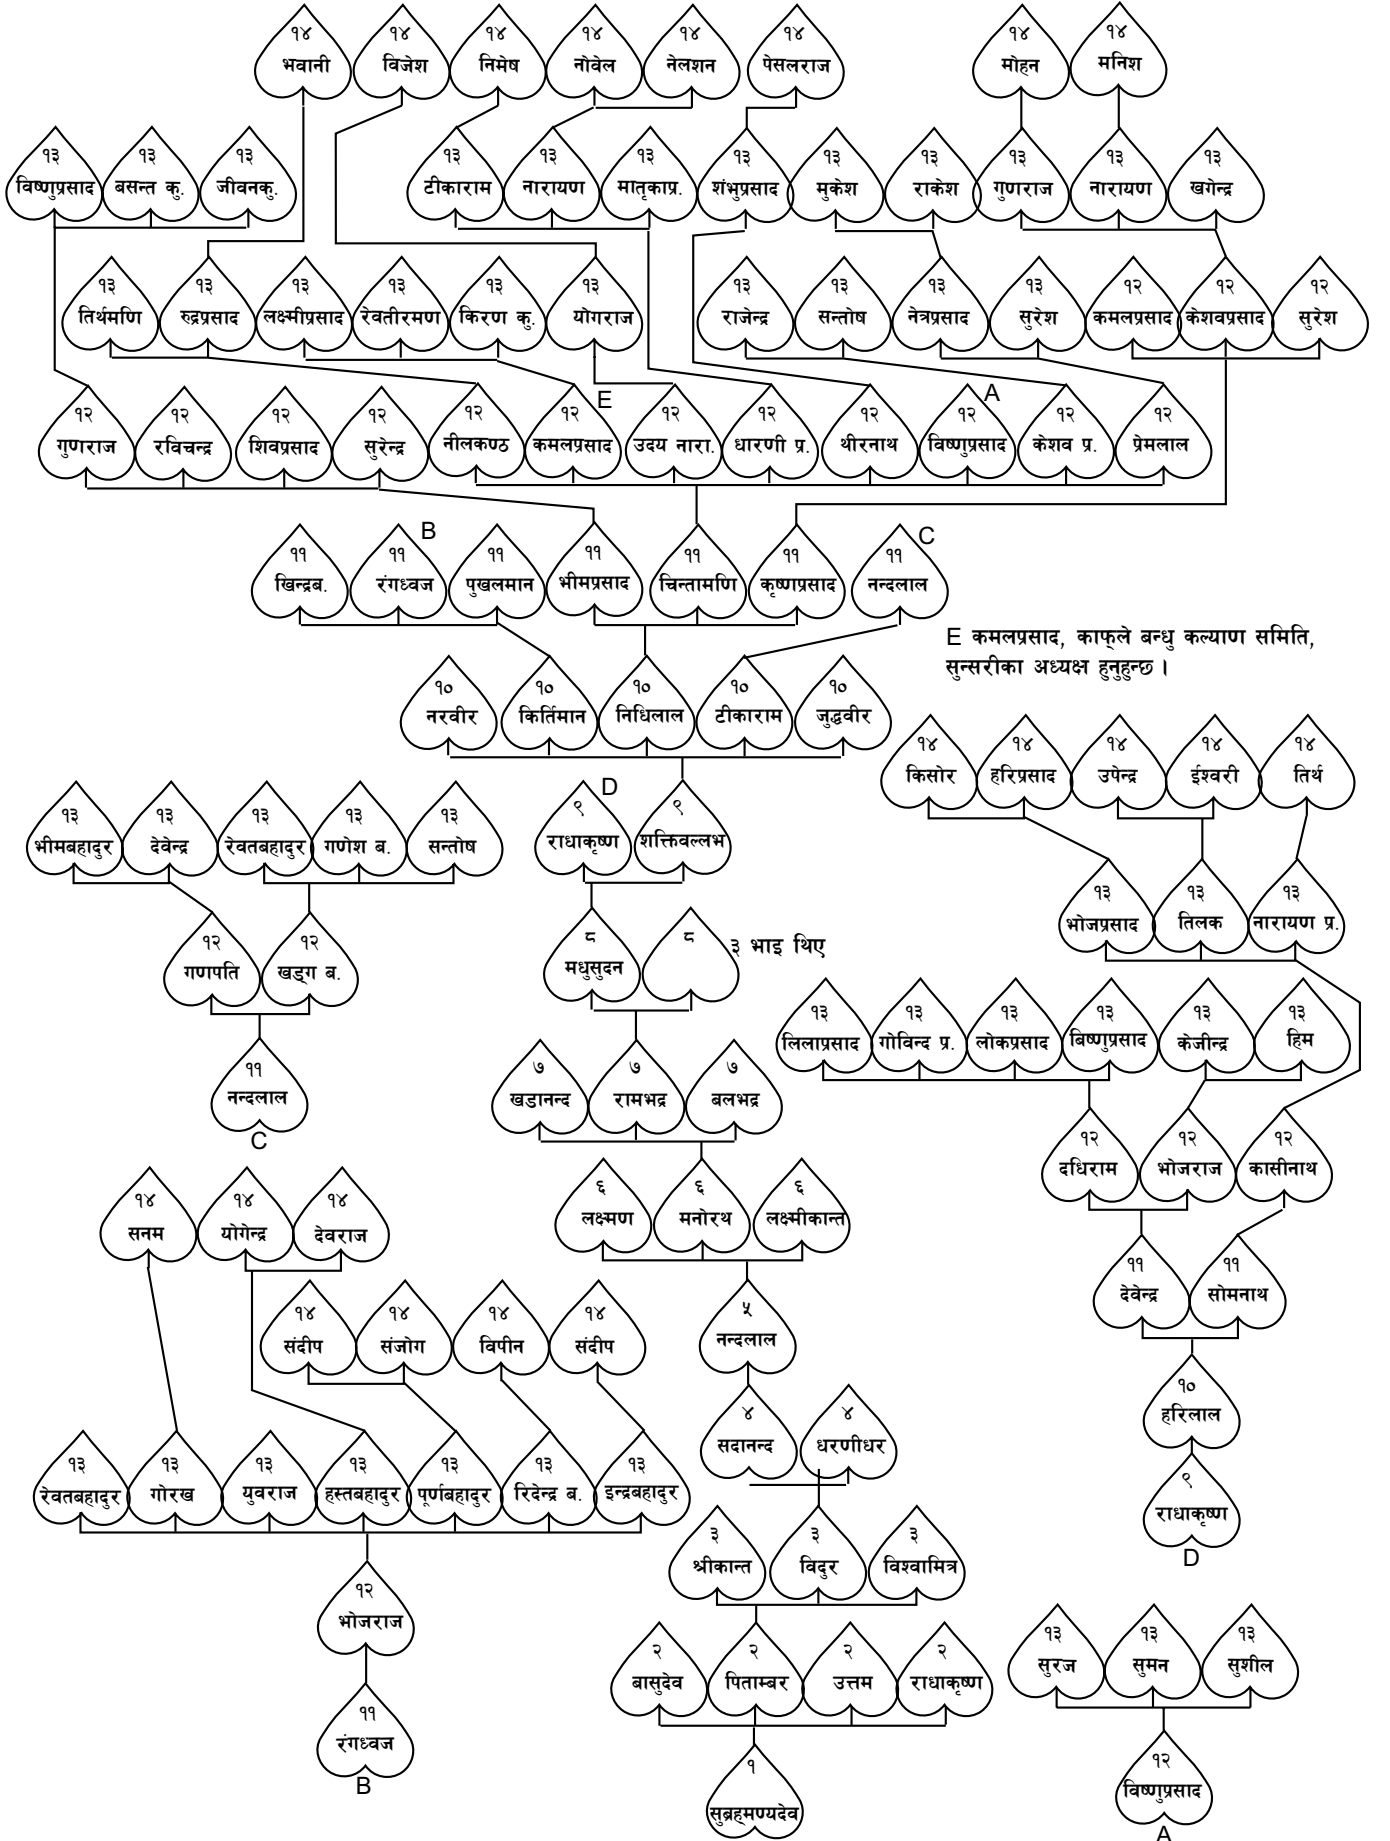 १४ १४ १४ १४ १४ १४ १४ १४
भवानी विजेश निमेष नोवेल नेलशन पेसलराज मोहन मनिश
१३ १३ १३ १३ १३ १३ १३ १३ १३ १३ १३ १३
विष्णुप्रसाद बसन्त कु. जीवनकु. टीकाराम नारायण मातृकाप्र. शंभुप्रसाद मुकेश राकेश गुणराज नारायण खगेन्द्र
१३ १३ १३ १३ १३ १३ १३ १३ १३ १३ १२ १२ १२
तिर्थमणि रुद्रप्रसाद लक्ष्मीप्रसाद रेवतीरमण किरण कु. योगराज राजेन्द्र सन्तोष नेत्रप्रसाद सुरेश कमलप्रसाद केशवप्रसाद सुरेश
E A
१२ १२ १२ १२ १२ १२ १२ १२ १२ १२ १२ १२
गुणराज रविचन्द्र शिवप्रसाद सुरेन्द्र नीलकण्ठ कमलप्रसाद उदय नारा. धारणी प्र. थीरनाथ विष्णुप्रसाद केशव प्र. प्रेमलाल
B C
११ ११ ११ ११ ११ ११ ११
खिन्द्रब. रंगध्वज पुखलमान भीमप्रसाद चिन्तामणि कृष्णप्रसाद नन्दलाल
E कमलप्रसाद, काफ्ले बन्धु कल्याण समिति,
सुन्सरीका अध्यक्ष हुनुहुन्छ ।
१० १० १० १० १०
नरवीर किर्तिमान निधिलाल टीकाराम जुद्धवीर
१४ १४ १४ १४ १४
किसोर हरिप्रसाद उपेन्द्र ईश्वरी तिर्थ
D
१३ १३ १३ १३ १३ ९ ९
भीमबहादुर देवेन्द्र रेवतबहादुर गणेश ब. सन्तोष राधाकृष्ण शक्तिवल्लभ
१३ १३ १३
भोजप्रसाद तिलक नारायण प्र.
१२ १२ ८ ८
गणपति खड्ग ब. मधुसुदन ३ भाइ थिए
१३ १३ १३ १३ १३ १३
लिलाप्रसाद गोविन्द प्र. लोकप्रसाद बिष्णुप्रसाद केजीन्द्र हिम
११ ७ ७ ७
नन्दलाल खडानन्द रामभद्र बलभद्र
C
१२ १२ १२
दधिराम भोजराज कासीनाथ
१४ १४ १४ ६ ६ ६
सनम योगेन्द्र देवराज लक्ष्मण मनोरथ लक्ष्मीकान्त
११ ११
देवेन्द्र सोमनाथ
१४ १४ १४ १४ ५
संदीप संजोग विपीन संदीप नन्दलाल
१०
हरिलाल
४ ४
सदानन्द धरणीधर
१३ १३ १३ १३ १३ १३ १३ ९
रेवतबहादुर गोरख युवराज हस्तबहादुर पूर्णबहादुर रिदेन्द्र ब. इन्द्रबहादुर राधाकृष्ण
D
३ ३ ३
श्रीकान्त विदुर विश्वामित्र
१२
भोजराज
२ २ २ २ १३ १३ १३
बासुदेव पिताम्बर उत्तम राधाकृष्ण सुरज सुमन सुशील
११
रंगध्वज
B
१ १२
सुब्रह्मण्यदेव विष्णुप्रसाद
A